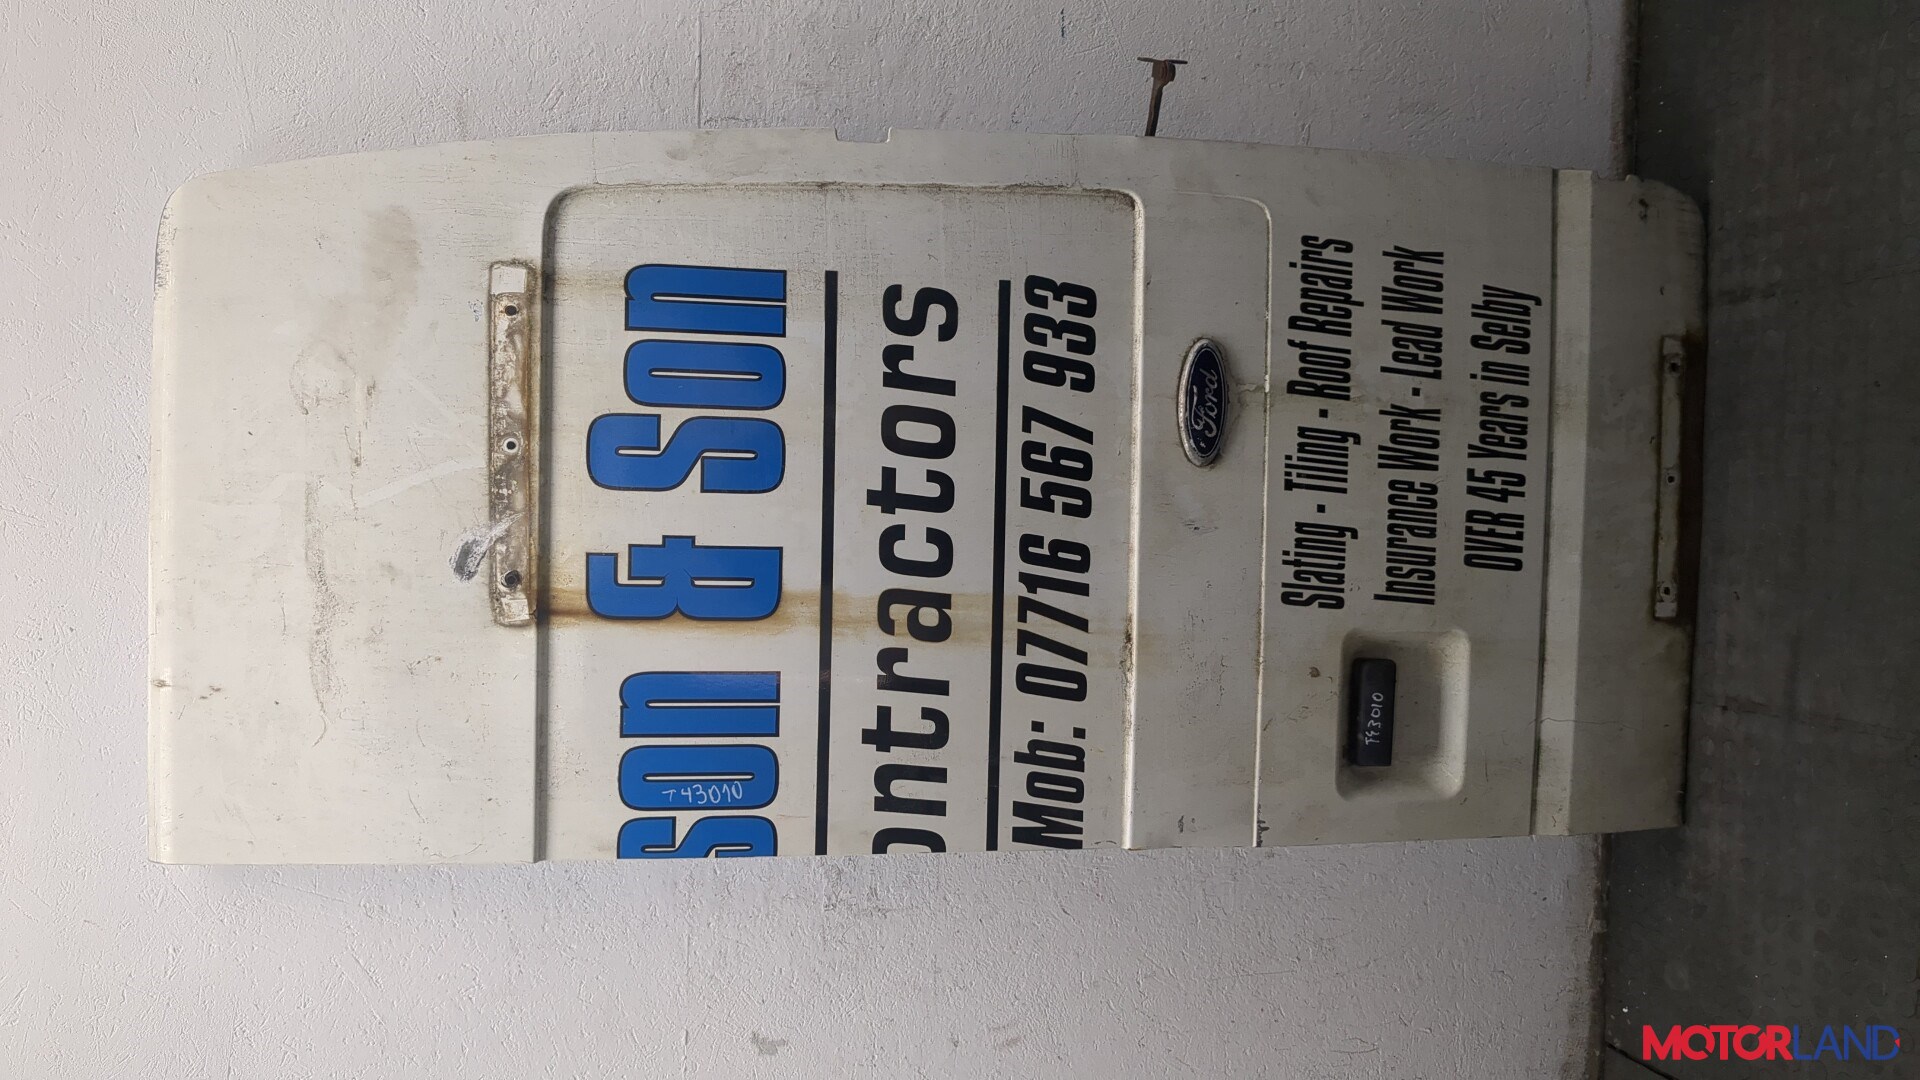 son & Son
T43010
ontractors
Mob: 07716 567 933
Ford
Slating - Tiling - Roof Repairs
Insurance Work - Lead Work
OVER 45 Years in Selby
T43010
MOTORLAND